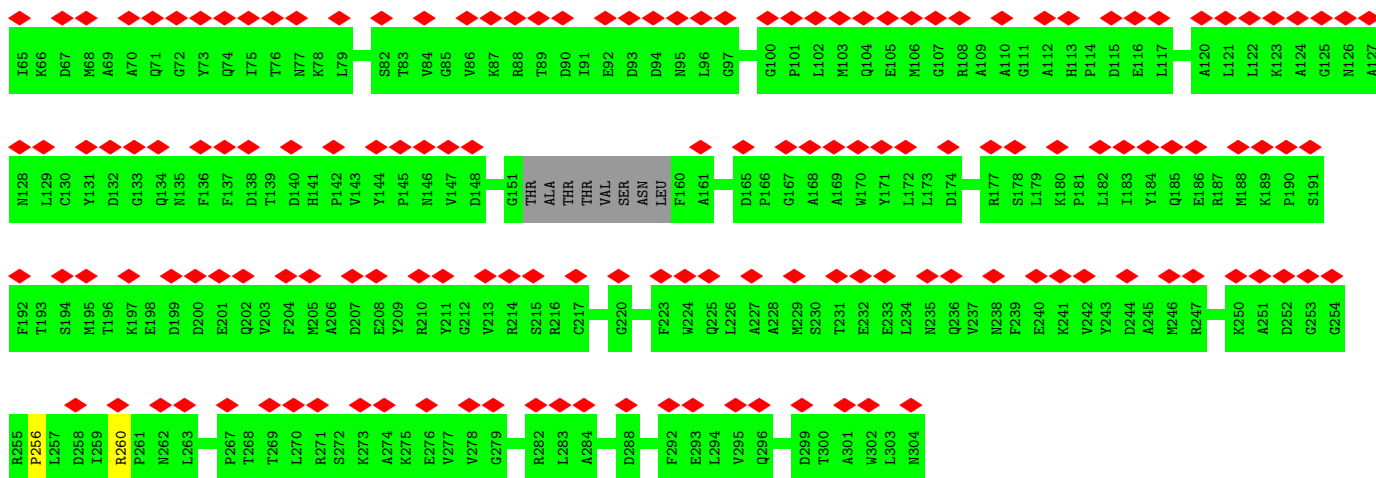 I65 K66 D67 M68 A69 A70 Q71 G72 Y73 Q74 I75 T76 N77 K78 L79 S82 T83 V84 G85 V86 K87 R88 T89 D90 I91 E92 D93 D94 N95 L96 G97 G100 P101 L102 M103 Q104 E105 M106 G107 R108 A109 A110 G111 A112 H113 P114 D115 E116 L117 A120 L121 L122 K123 A124 G125 N126 A127
N128 L129 C130 Y131 D132 G133 Q134 N135 F136 F137 D138 T139 D140 H141 P142 V143 Y144 P145 N146 V147 D148 G151 THR ALA THR THR VAL SER ASN LEU F160 A161 D165 P166 G167 A168 A169 W170 Y171 L172 L173 D174 R177 S178 L179 K180 P181 L182 I183 Y184 Q185 E186 R187 M188 K189 P190 S191
F192 T193 S194 M195 T196 K197 E198 D199 D200 E201 Q202 V203 F204 M205 A206 D207 E208 Y209 R210 Y211 G212 V213 R214 S215 R216 C217 G220 F223 W224 Q225 L226 A227 A228 M229 S230 T231 E232 E233 L234 N235 Q236 V237 N238 F239 E240 K241 V242 Y243 D244 A245 M246 R247 K250 A251 D252 G253 G254
R255 P256 L257 D258 I259 R260 P261 N262 L263 P267 T268 T269 L270 R271 S272 K273 A274 K275 E276 V277 V278 G279 R282 L283 A284 D288 F292 E293 L294 V295 Q296 D299 T300 A301 W302 L303 N304